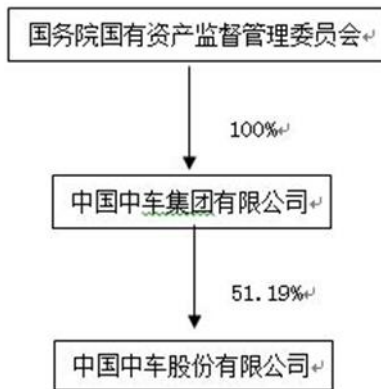 国务院国有资产监督管理委员会
100%
中国中车集团有限公司
51.19%
中国中车股份有限公司